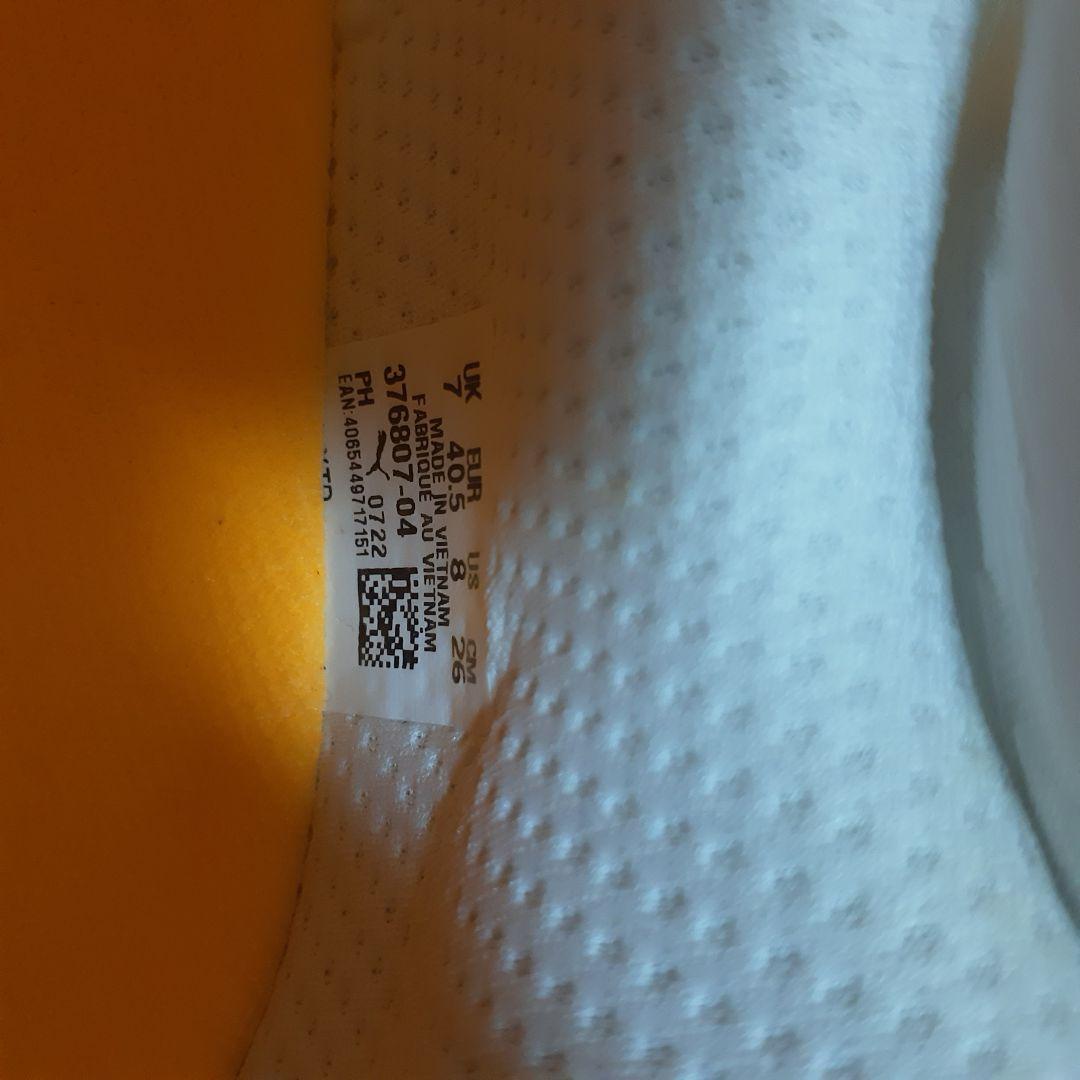 UK EUR US CM
7 40.5 8 26
MADE IN VIETNAM
FABRIQUE AU VIETNAM
376807-04
PH 0722
EAN:4065449717151